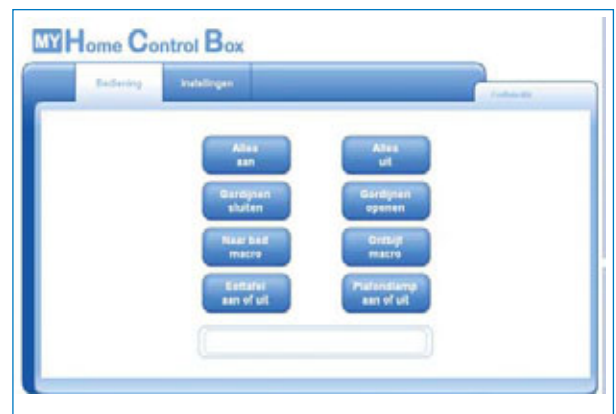 MY Home Control Box
Bediening
Instellingen
Alles
aan
Alles
uit
Gordijnen
sluiten
Gordijnen
openen
Naar bed
macro
Ontbijt
macro
Eettafel
aan of uit
Plafondlamp
aan of uit